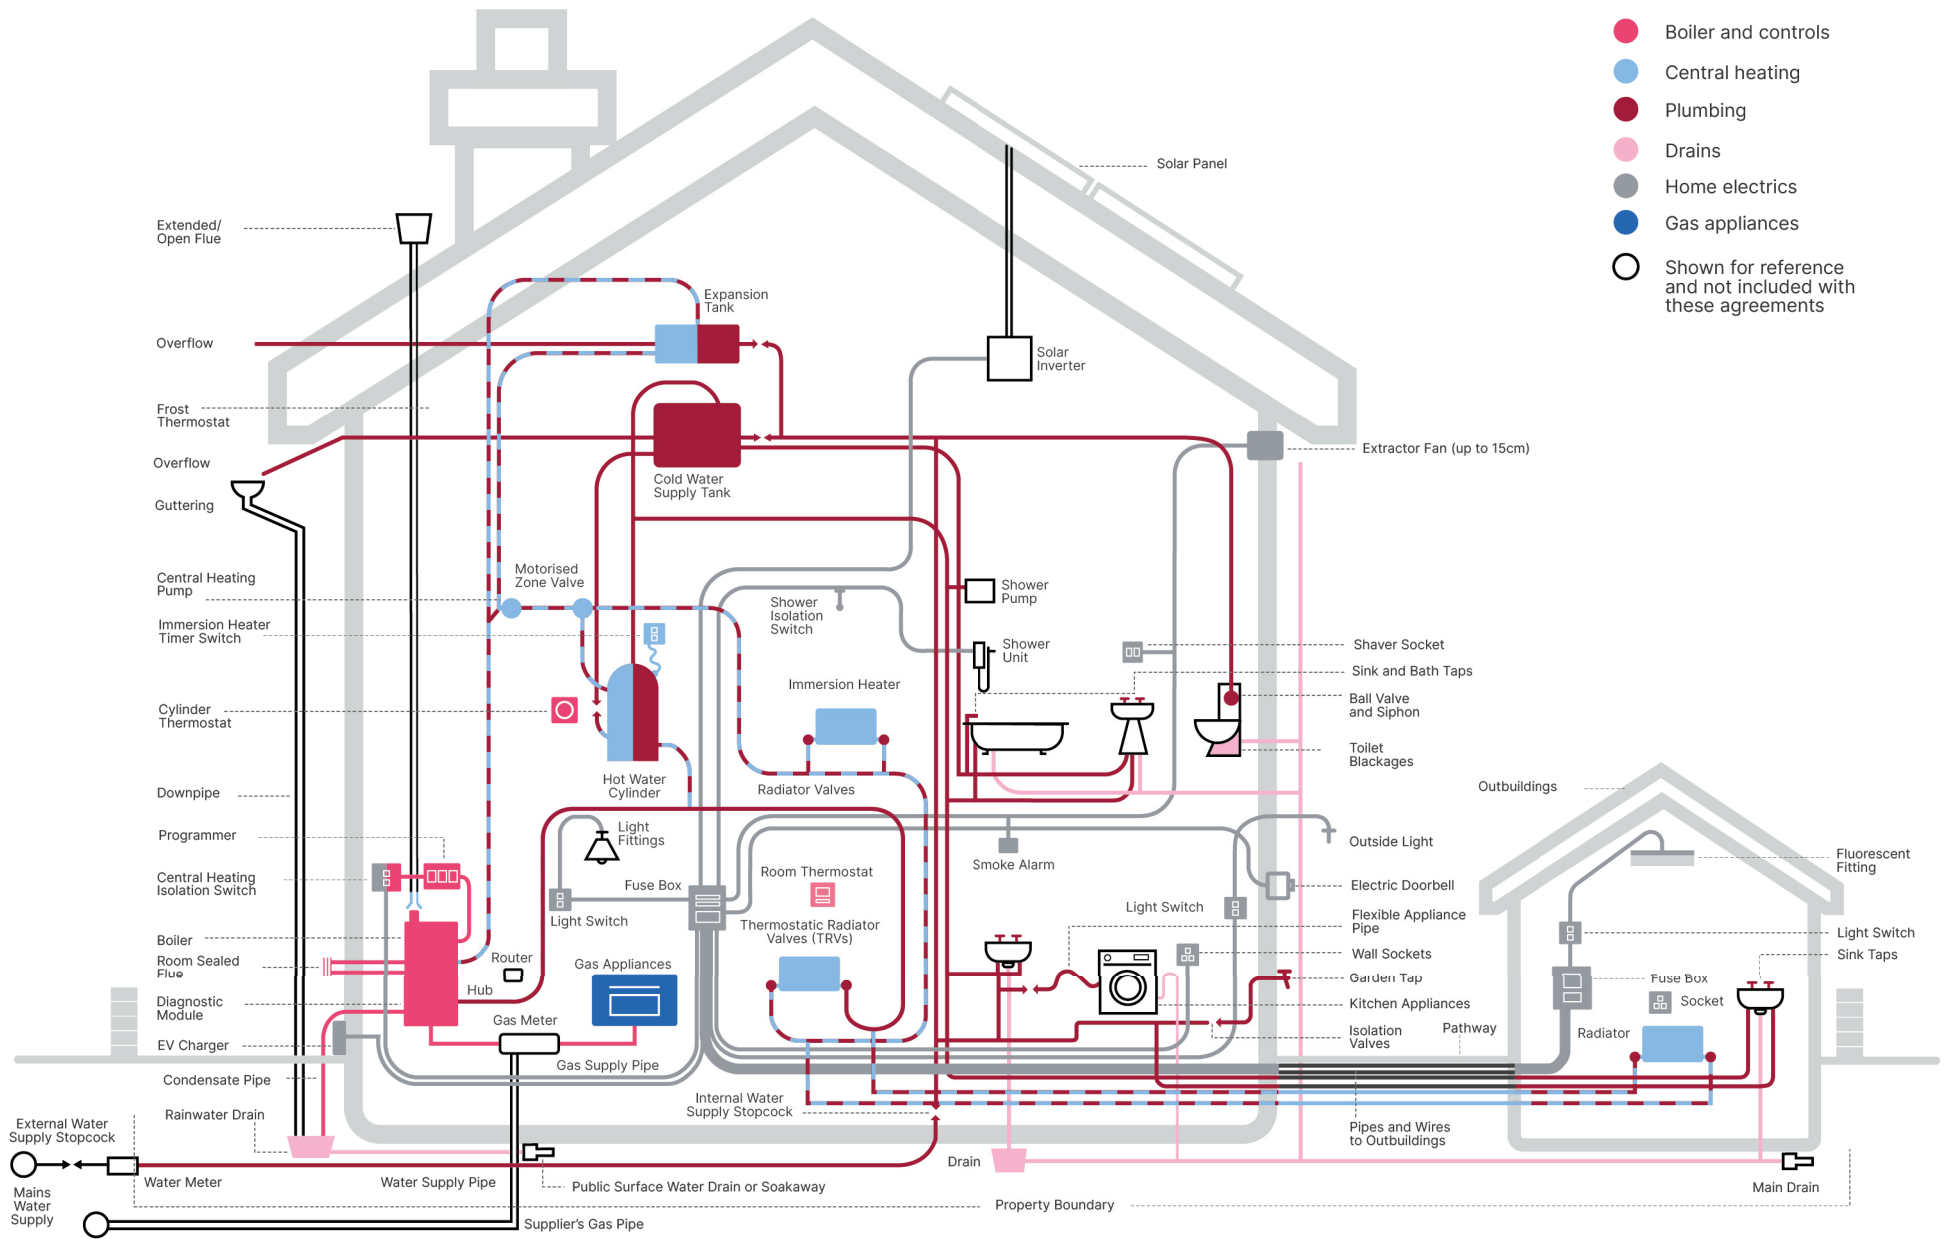 Boiler and controls
Central heating
Plumbing
Drains
Home electrics
Gas appliances
Shown for reference
and not included with
these agreements
Solar Panel
Extended/
Open Flue
Expansion
Tank
Overflow
Solar
Inverter
Frost
Thermostat
Extractor Fan (up to 15cm)
Overflow
Cold Water
Supply Tank
Guttering
Motorised
Zone Valve
Central Heating
Pump
Shower
Pump
Shower
Isolation
Switch
Immersion Heater
Timer Switch
Shower
Unit
Shaver Socket
Sink and Bath Taps
Immersion Heater
Ball Valve
and Siphon
Cylinder
Thermostat
Toilet
Blackages
Hot Water
Cylinder
Radiator Valves
Outbuildings
Downpipe
Programmer
Light
Fittings
Outside Light
Smoke Alarm
Fluorescent
Fitting
Central Heating
Isolation Switch
Fuse Box
Room Thermostat
Electric Doorbell
Light Switch
Light Switch
Flexible Appliance
Pipe
Thermostatic Radiator
Valves (TRVs)
Light Switch
Boiler
Room Sealed
Flue
Router
Gas Appliances
Wall Sockets
Sink Taps
Garden Tap
Fuse Box
Hub
Diagnostic
Module
Kitchen Appliances
Socket
Gas Meter
Isolation
Valves
Pathway
Radiator
EV Charger
Gas Supply Pipe
Condensate Pipe
Internal Water
Supply Stopcock
Rainwater Drain
External Water
Supply Stopcock
Pipes and Wires
to Outbuildings
Drain
Water Meter
Water Supply Pipe
Public Surface Water Drain or Soakaway
Main Drain
Mains
Water
Supply
Property Boundary
Supplier's Gas Pipe